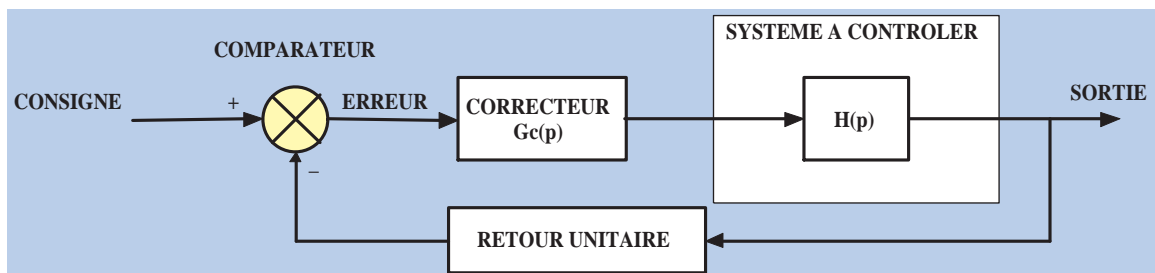 SYSTEME A CONTROLER
COMPARATEUR
CONSIGNE
+
ERREUR
CORRECTEUR
Gc(p)
H(p)
SORTIE
−
RETOUR UNITAIRE